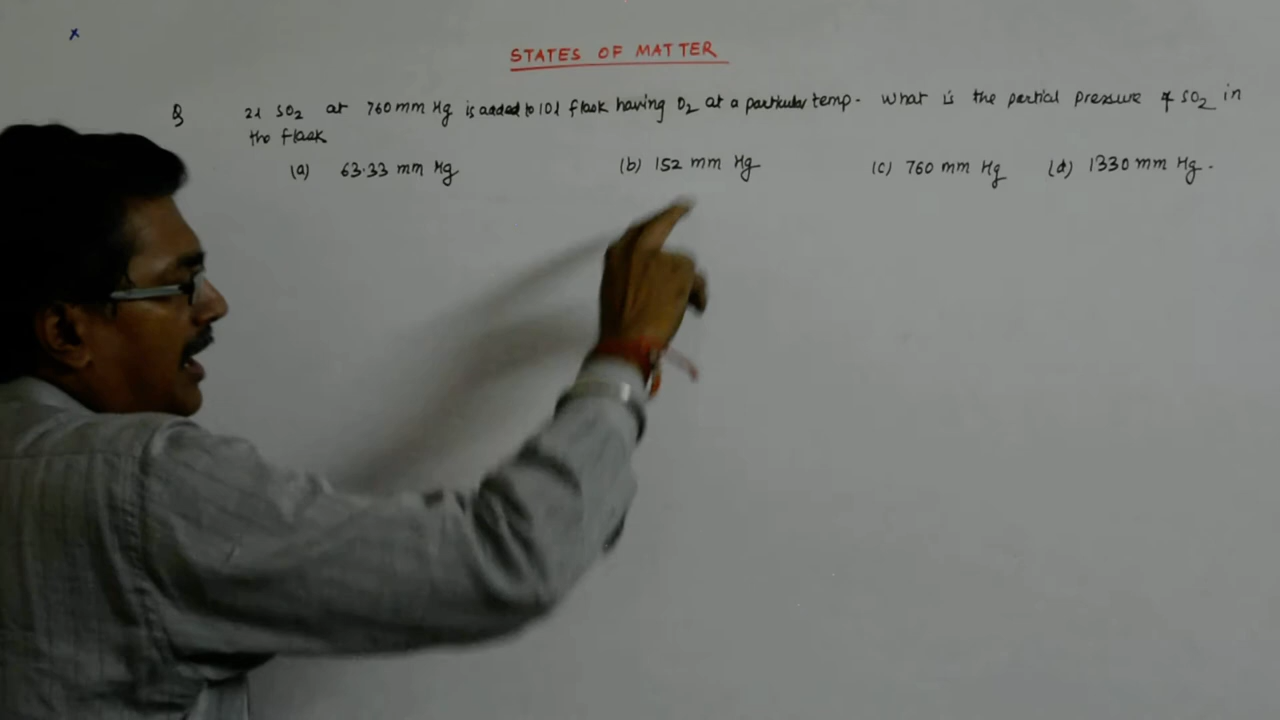 x
STATES OF MATTER
Q 2l SO2 at 760 mm Hg is added to 10 l flask having O2 at a particular temp. What is the partial pressure of SO2 in
the flask
(a) 63.33 mm Hg (b) 152 mm Hg (c) 760 mm Hg (d) 1330 mm Hg.